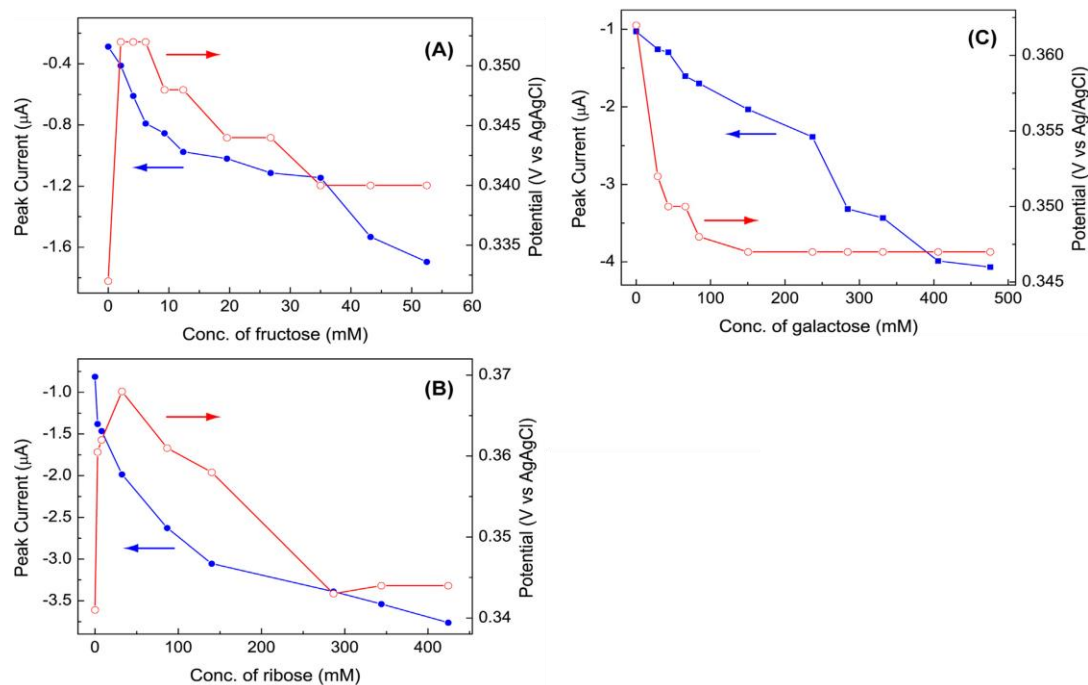 (A)
Peak Current (µA)
-0.4
-0.8
-1.2
-1.6
0.350
0.345
0.340
0.335
Potential (V vs AgAgCl)
0 10 20 30 40 50 60
Conc. of fructose (mM)
(C)
Peak Current (µA)
-1
-2
-3
-4
0.360
0.355
0.350
0.345
Potential (V vs Ag/AgCl)
0 100 200 300 400 500
Conc. of galactose (mM)
(B)
Peak Current (µA)
-1.0
-1.5
-2.0
-2.5
-3.0
-3.5
0.37
0.36
0.35
0.34
Potential (V vs AgAgCl)
0 100 200 300 400
Conc. of ribose (mM)